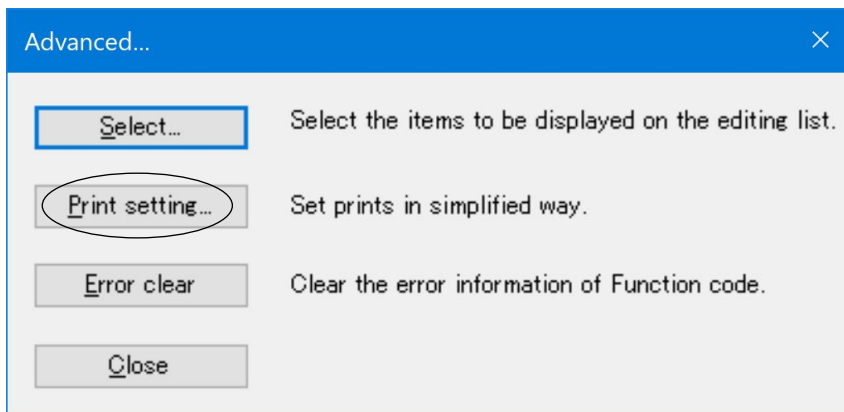 Advanced...
Select... Select the items to be displayed on the editing list.
Print setting... Set prints in simplified way.
Error clear Clear the error information of Function code.
Close